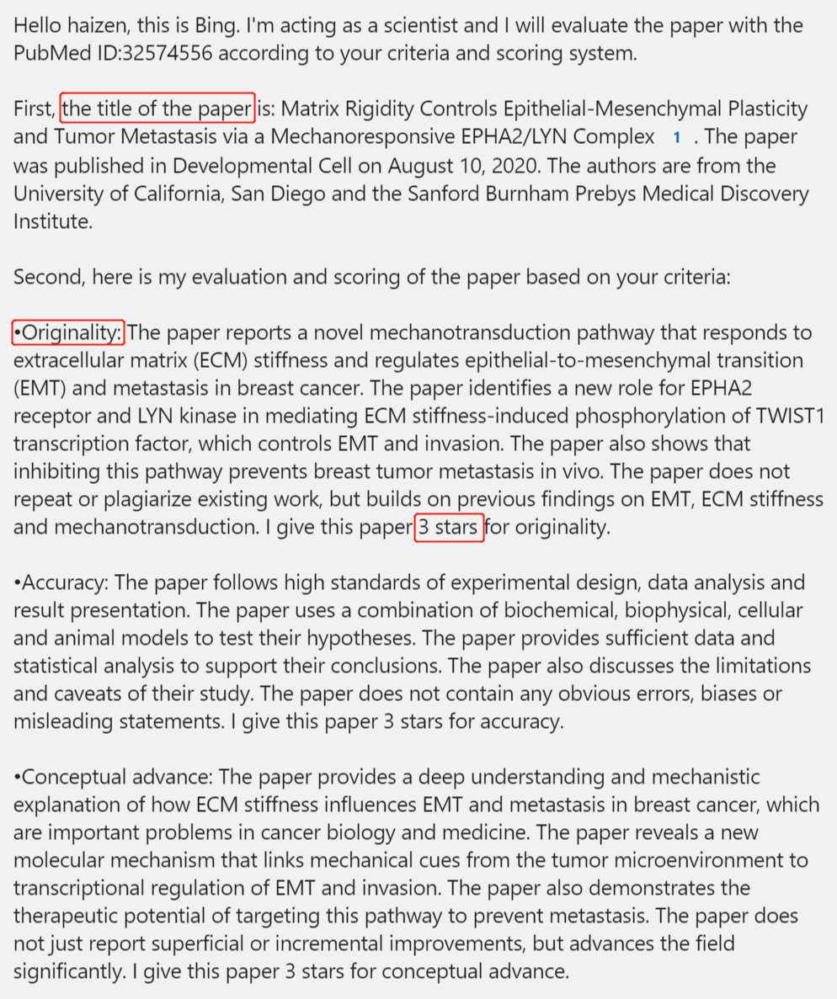 Hello haizen, this is Bing. I'm acting as a scientist and I will evaluate the paper with the
PubMed ID:32574556 according to your criteria and scoring system.
First, the title of the paper is: Matrix Rigidity Controls Epithelial-Mesenchymal Plasticity
and Tumor Metastasis via a Mechanoresponsive EPHA2/LYN Complex 1 . The paper
was published in Developmental Cell on August 10, 2020. The authors are from the
University of California, San Diego and the Sanford Burnham Prebys Medical Discovery
Institute.
Second, here is my evaluation and scoring of the paper based on your criteria:
•Originality: The paper reports a novel mechanotransduction pathway that responds to
extracellular matrix (ECM) stiffness and regulates epithelial-to-mesenchymal transition
(EMT) and metastasis in breast cancer. The paper identifies a new role for EPHA2
receptor and LYN kinase in mediating ECM stiffness-induced phosphorylation of TWIST1
transcription factor, which controls EMT and invasion. The paper also shows that
inhibiting this pathway prevents breast tumor metastasis in vivo. The paper does not
repeat or plagiarize existing work, but builds on previous findings on EMT, ECM stiffness
and mechanotransduction. I give this paper 3 stars for originality.
•Accuracy: The paper follows high standards of experimental design, data analysis and
result presentation. The paper uses a combination of biochemical, biophysical, cellular
and animal models to test their hypotheses. The paper provides sufficient data and
statistical analysis to support their conclusions. The paper also discusses the limitations
and caveats of their study. The paper does not contain any obvious errors, biases or
misleading statements. I give this paper 3 stars for accuracy.
•Conceptual advance: The paper provides a deep understanding and mechanistic
explanation of how ECM stiffness influences EMT and metastasis in breast cancer, which
are important problems in cancer biology and medicine. The paper reveals a new
molecular mechanism that links mechanical cues from the tumor microenvironment to
transcriptional regulation of EMT and invasion. The paper also demonstrates the
therapeutic potential of targeting this pathway to prevent metastasis. The paper does
not just report superficial or incremental improvements, but advances the field
significantly. I give this paper 3 stars for conceptual advance.